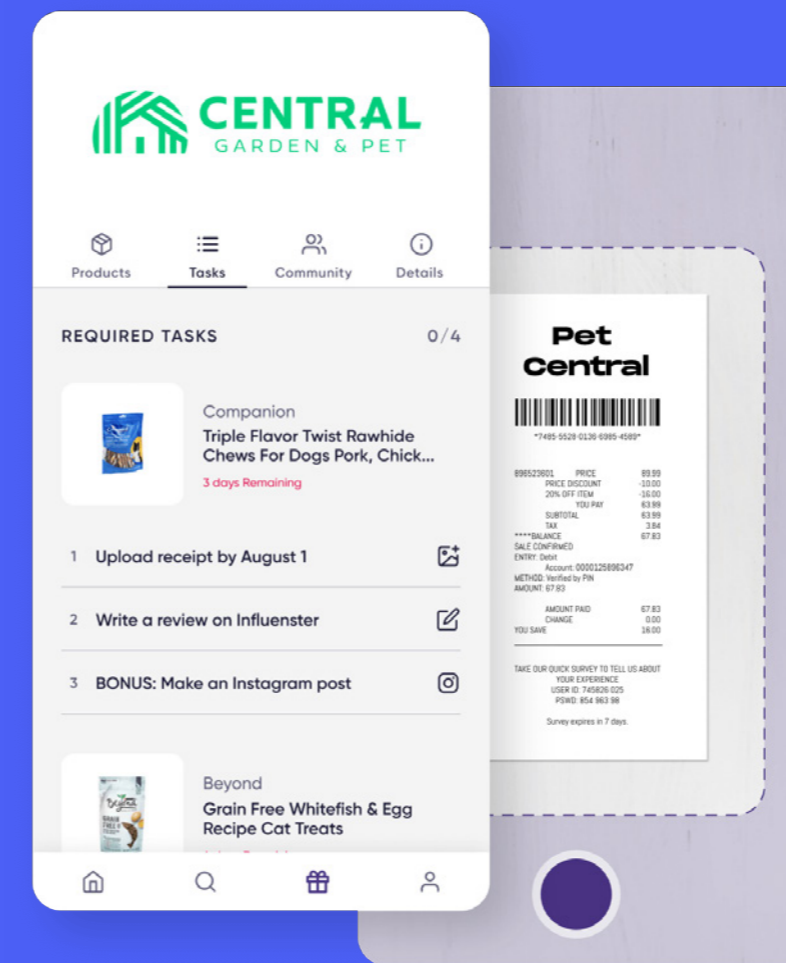 CENTRAL
GARDEN & PET
Products
Tasks
Community
Details
REQUIRED TASKS 0/4
Companion
Triple Flavor Twist Rawhide
Chews For Dogs Pork, Chick...
3 days Remaining
1 Upload receipt by August 1
2 Write a review on Influenster
3 BONUS: Make an Instagram post
Beyond
Grain Free Whitefish & Egg
Recipe Cat Treats
Beyond
GRAIN
FREE
Pet
Central
*7485-5528-0136-6985-4589*
896523601 PRICE 89.99
PRICE DISCOUNT -10.00
20% OFF ITEM -16.00
YOU PAY 63.99
SUBTOTAL 63.99
TAX 3.84
****BALANCE 67.83
SALE CONFIRMED
ENTRY: Debit
Account: 0000125896347
METHOD: Verified by PIN
AMOUNT: 67.83
AMOUNT PAID 67.83
CHANGE 0.00
YOU SAVE 16.00
TAKE OUR QUICK SURVEY TO TELL US ABOUT
YOUR EXPERIENCE
USER ID: 745826 025
PSWD: 854 963 98
Survey expires in 7 days.